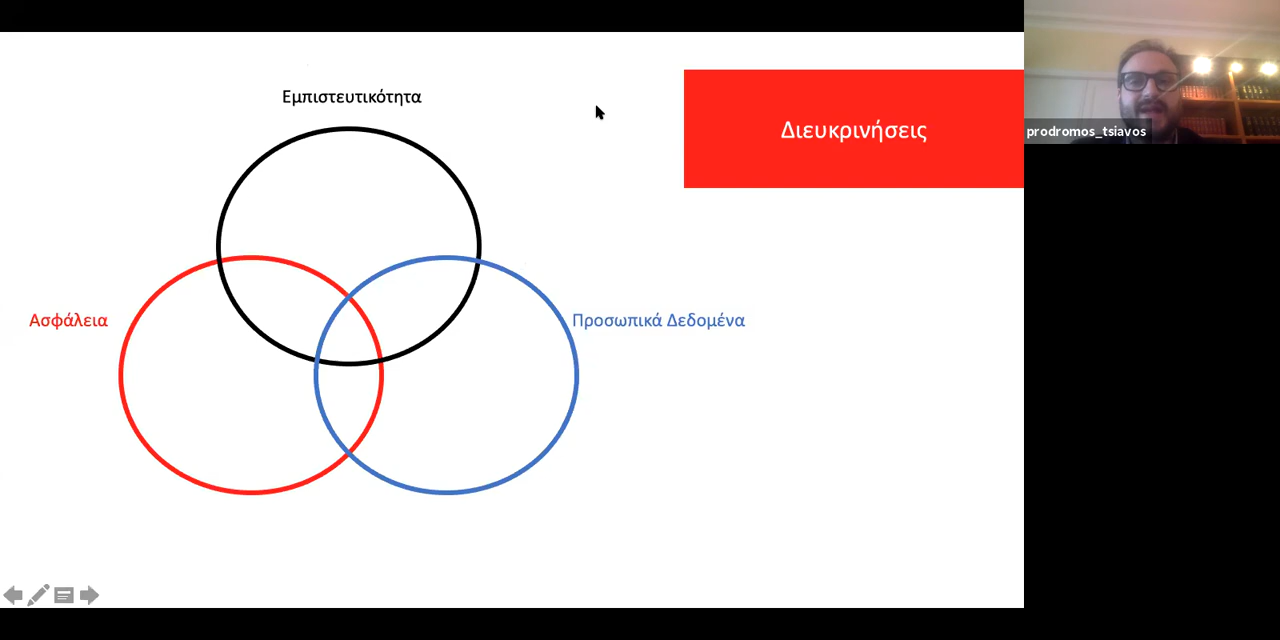 Εμπιστευτικότητα
Διευκρινήσεις
prodromos_tsiavos
Ασφάλεια
Προσωπικά Δεδομένα